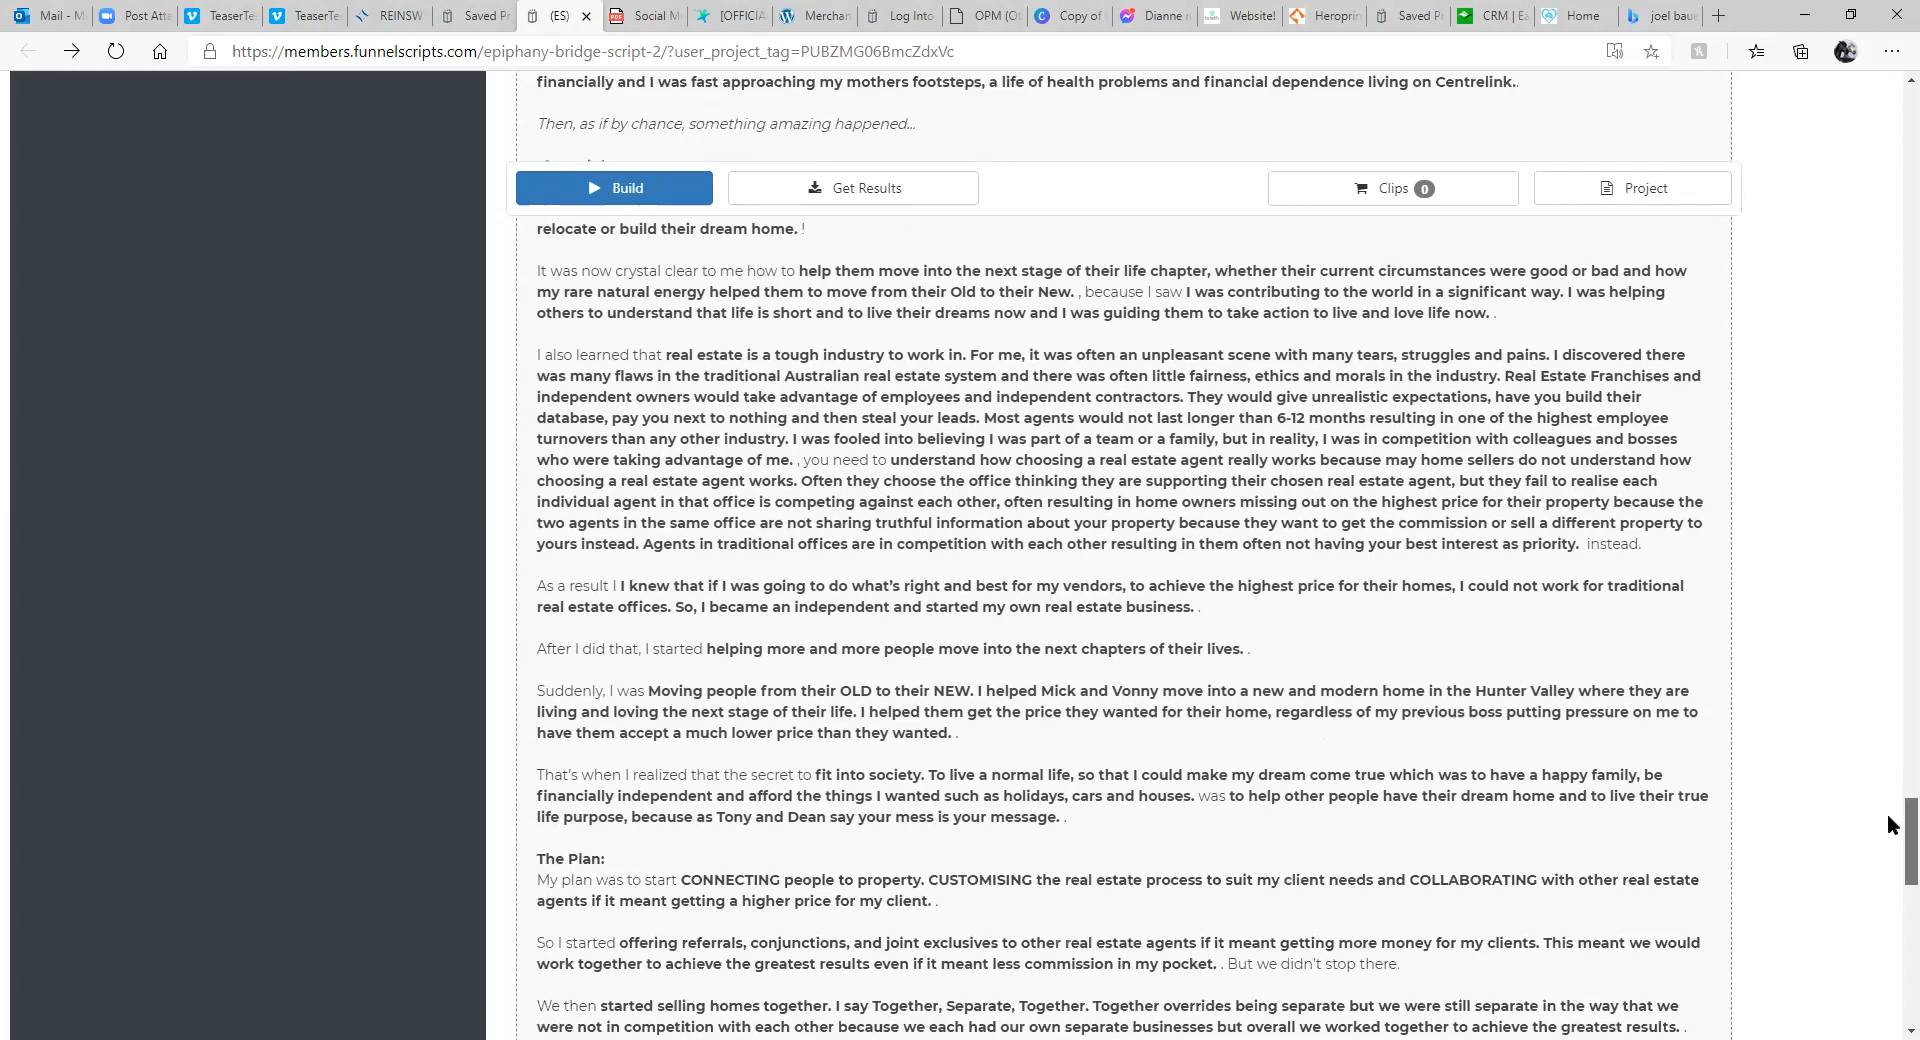 Mail - M
Post Atta
TeaserTe
TeaserTe
REINSW
Saved Pr
(ES)
Social M
[OFFICIA
Merchan
Log Into
OPM (O
Copy of
Dianne r
Website!
Heroprin
Saved Pr
CRM | Ea
Home
joel baue
https://members.funnelscripts.com/epiphany-bridge-script-2/?user_project_tag=PUBZMG06BmcZdxVc
financially and I was fast approaching my mothers footsteps, a life of health problems and financial dependence living on Centrelink..
Then, as if by chance, something amazing happened...
Build
Get Results
Clips 0
Project
relocate or build their dream home. !
It was now crystal clear to me how to help them move into the next stage of their life chapter, whether their current circumstances were good or bad and how
my rare natural energy helped them to move from their Old to their New. , because I saw I was contributing to the world in a significant way. I was helping
others to understand that life is short and to live their dreams now and I was guiding them to take action to live and love life now. .
I also learned that real estate is a tough industry to work in. For me, it was often an unpleasant scene with many tears, struggles and pains. I discovered there
was many flaws in the traditional Australian real estate system and there was often little fairness, ethics and morals in the industry. Real Estate Franchises and
independent owners would take advantage of employees and independent contractors. They would give unrealistic expectations, have you build their
database, pay you next to nothing and then steal your leads. Most agents would not last longer than 6-12 months resulting in one of the highest employee
turnovers than any other industry. I was fooled into believing I was part of a team or a family, but in reality, I was in competition with colleagues and bosses
who were taking advantage of me. , you need to understand how choosing a real estate agent really works because may home sellers do not understand how
choosing a real estate agent works. Often they choose the office thinking they are supporting their chosen real estate agent, but they fail to realise each
individual agent in that office is competing against each other, often resulting in home owners missing out on the highest price for their property because the
two agents in the same office are not sharing truthful information about your property because they want to get the commission or sell a different property to
yours instead. Agents in traditional offices are in competition with each other resulting in them often not having your best interest as priority. instead.
As a result I I knew that if I was going to do what's right and best for my vendors, to achieve the highest price for their homes, I could not work for traditional
real estate offices. So, I became an independent and started my own real estate business. .
After I did that, I started helping more and more people move into the next chapters of their lives. .
Suddenly, I was Moving people from their OLD to their NEW. I helped Mick and Vonny move into a new and modern home in the Hunter Valley where they are
living and loving the next stage of their life. I helped them get the price they wanted for their home, regardless of my previous boss putting pressure on me to
have them accept a much lower price than they wanted. .
That's when I realized that the secret to fit into society. To live a normal life, so that I could make my dream come true which was to have a happy family, be
financially independent and afford the things I wanted such as holidays, cars and houses. was to help other people have their dream home and to live their true
life purpose, because as Tony and Dean say your mess is your message. .
The Plan:
My plan was to start CONNECTING people to property. CUSTOMISING the real estate process to suit my client needs and COLLABORATING with other real estate
agents if it meant getting a higher price for my client. .
So I started offering referrals, conjunctions, and joint exclusives to other real estate agents if it meant getting more money for my clients. This meant we would
work together to achieve the greatest results even if it meant less commission in my pocket. . But we didn't stop there.
We then started selling homes together. I say Together, Separate, Together. Together overrides being separate but we were still separate in the way that we
were not in competition with each other because we each had our own separate businesses but overall we worked together to achieve the greatest results. .